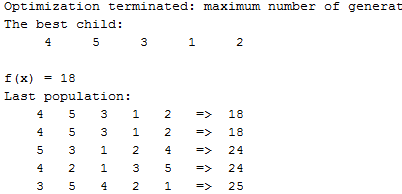 Optimization terminated: maximum number of generat
The best child:
4 5 3 1 2
f(x) = 18
Last population:
4 5 3 1 2 => 18
4 5 3 1 2 => 18
5 3 1 2 4 => 24
4 2 1 3 5 => 24
3 5 4 2 1 => 25